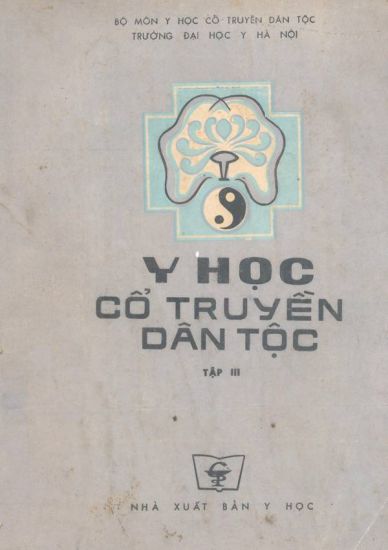 BỘ MÔN Y HỌC CỔ TRUYỀN DÂN TỘC
TRƯỜNG ĐẠI HỌC Y HÀ NỘI
Y HỌC
CỔ TRUYỀN
DÂN TỘC
TẬP III
NHÀ XUẤT BẢN Y HỌC